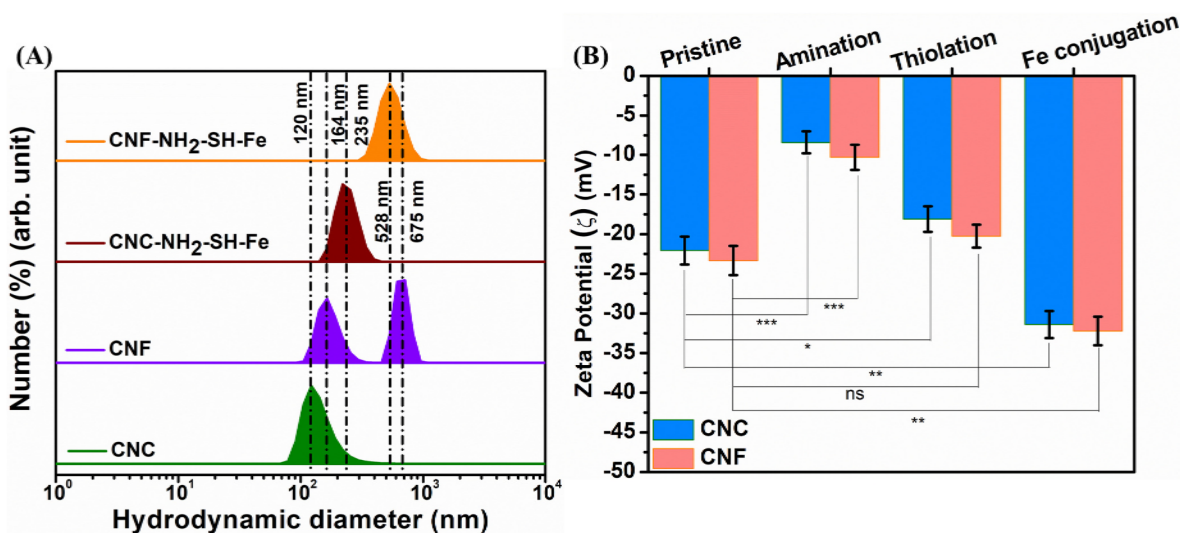 (A)
Number (%) (arb. unit)
CNF-NH2-SH-Fe
CNC-NH2-SH-Fe
CNF
CNC
120 nm
164 nm
235 nm
528 nm
675 nm
10^0
10^1
10^2
10^3
10^4
Hydrodynamic diameter (nm)
(B)
Pristine
Amination
Thiolation
Fe conjugation
Zeta Potential (ζ) (mV)
0
-5
-10
-15
-20
-25
-30
-35
-40
-45
-50
***
***
*
**
ns
**
CNC
CNF